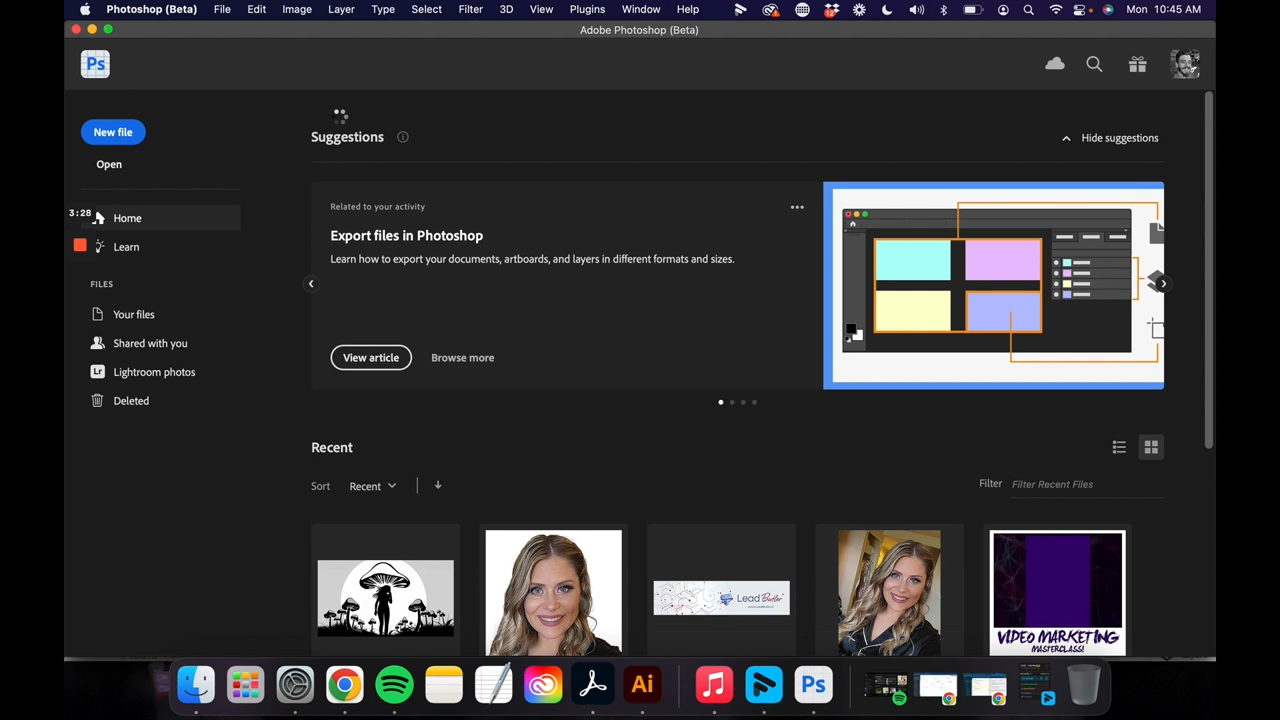 Photoshop (Beta) File Edit Image Layer Type Select Filter 3D View Plugins Window Help Mon 10:45 AM
Adobe Photoshop (Beta)
Ps
New file
Open
3:28
Home
Learn
FILES
Your files
Shared with you
Lr Lightroom photos
Deleted
Suggestions
Hide suggestions
Related to your activity
Export files in Photoshop
Learn how to export your documents, artboards, and layers in different formats and sizes.
View article Browse more
Recent
Sort Recent
Filter Filter Recent Files
LeadButler
VIDEO MARKETING
MASTERCLASS!
Ai Ps